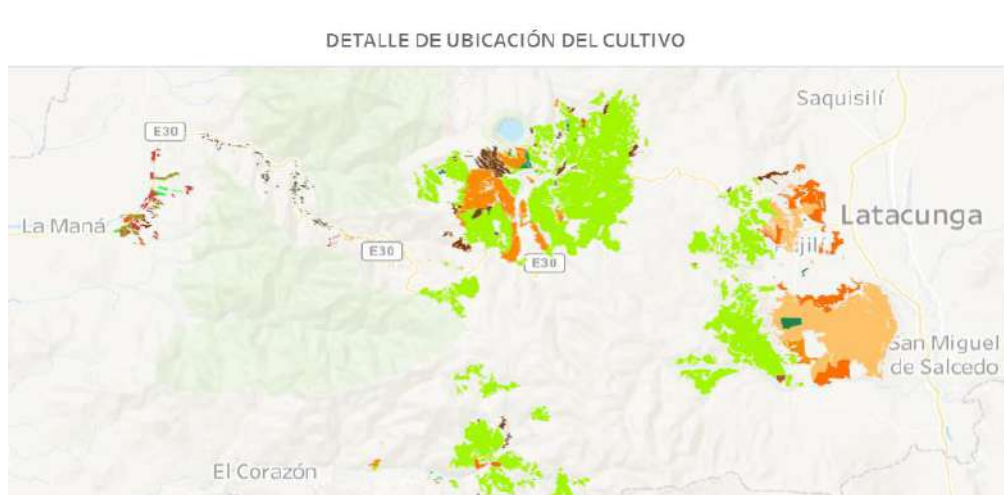 DETALLE DE UBICACIÓN DEL CULTIVO
Saquisilí
E30
Latacunga
La Maná
E30
E30
San Miguel
de Salcedo
El Corazón